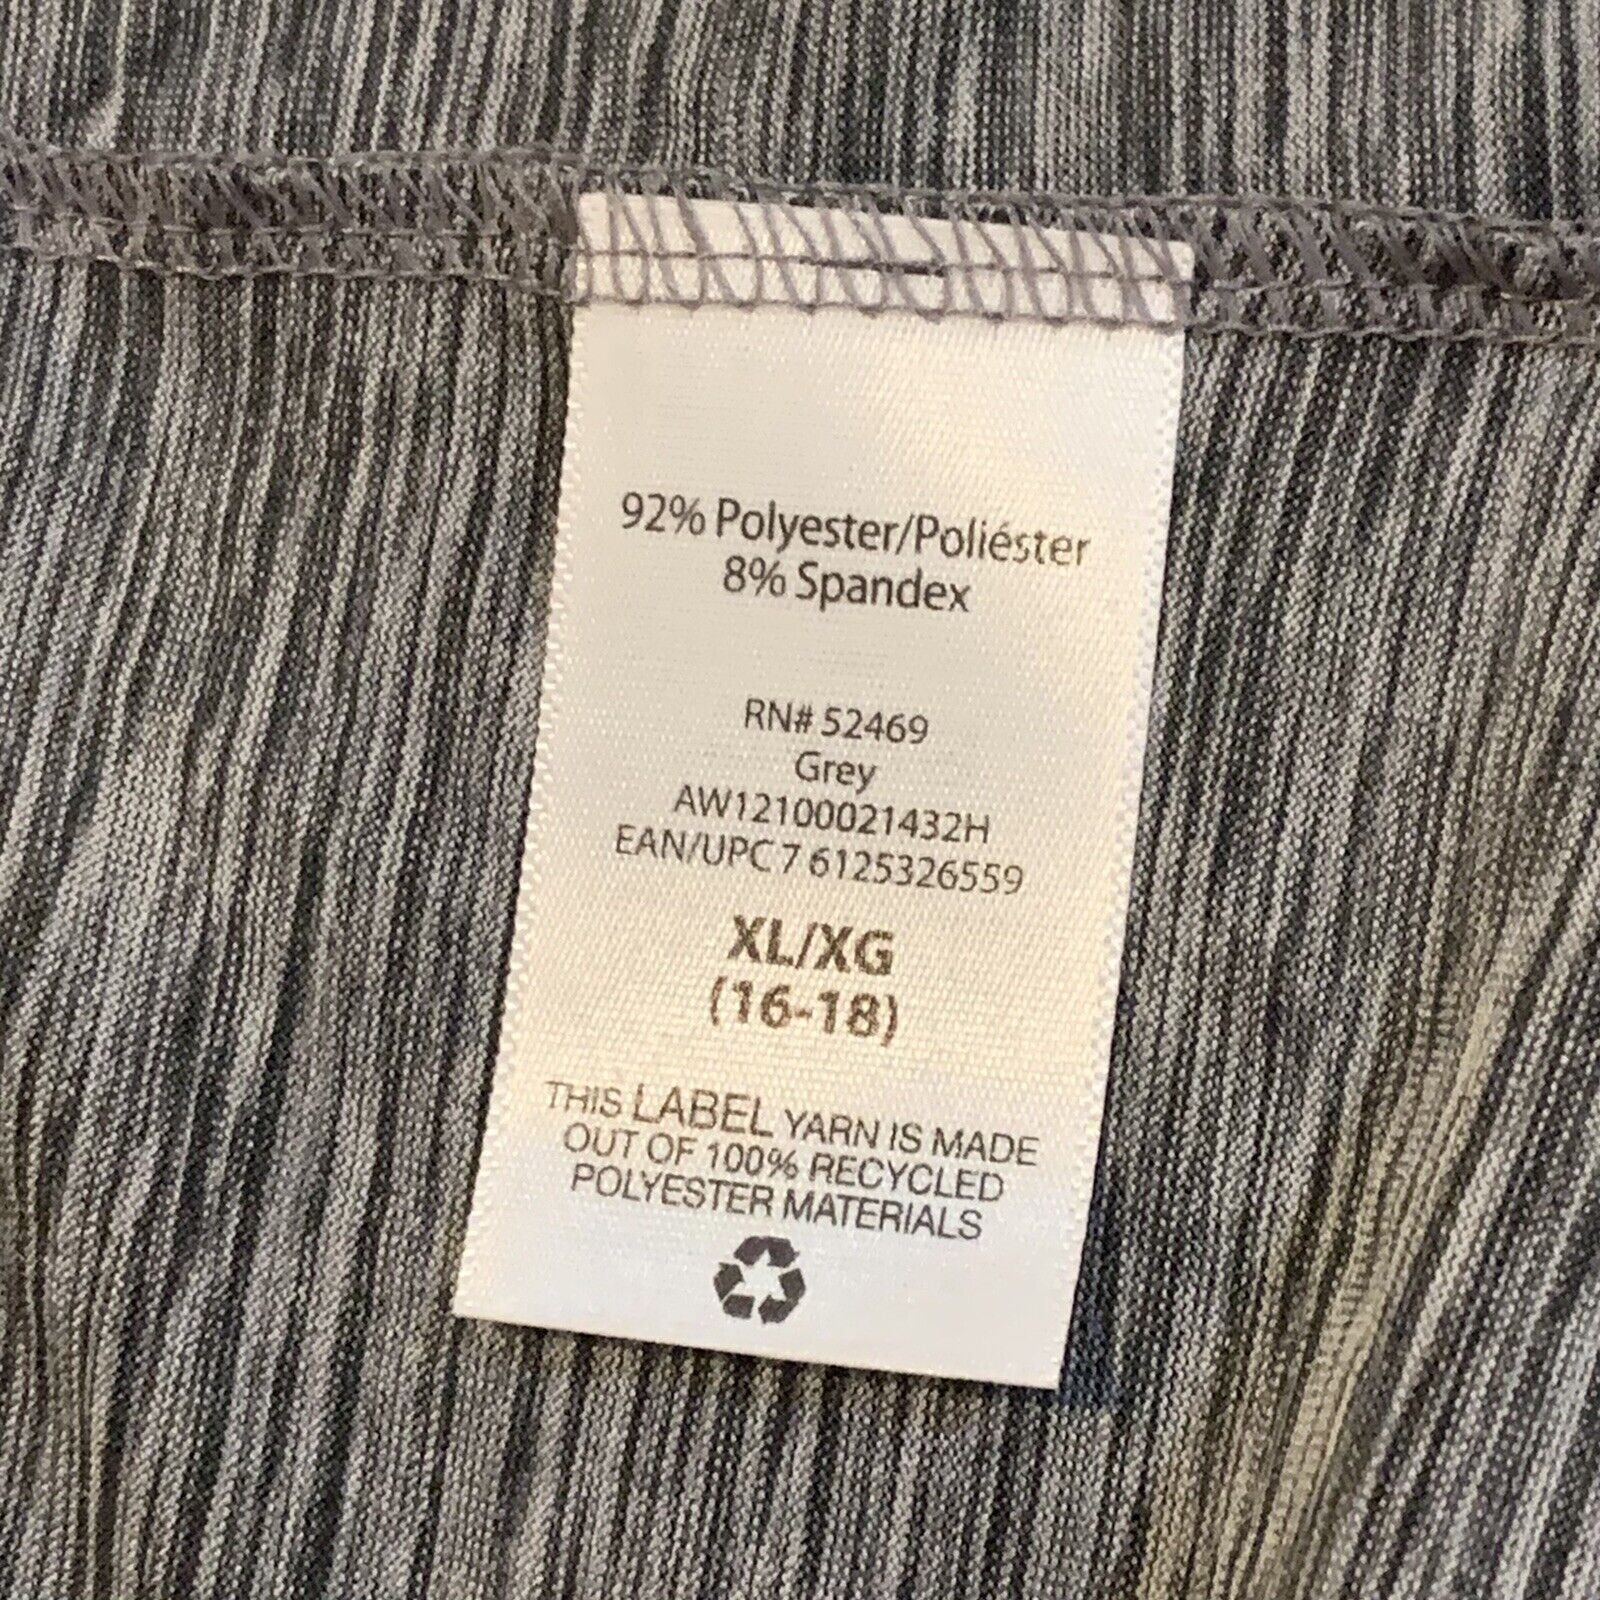 92% Polyester/Poliéster
8% Spandex
RN# 52469
Grey
AW12100021432H
EAN/UPC 7 6125326559
XL/XG
(16-18)
THIS LABEL YARN IS MADE
OUT OF 100% RECYCLED
POLYESTER MATERIALS